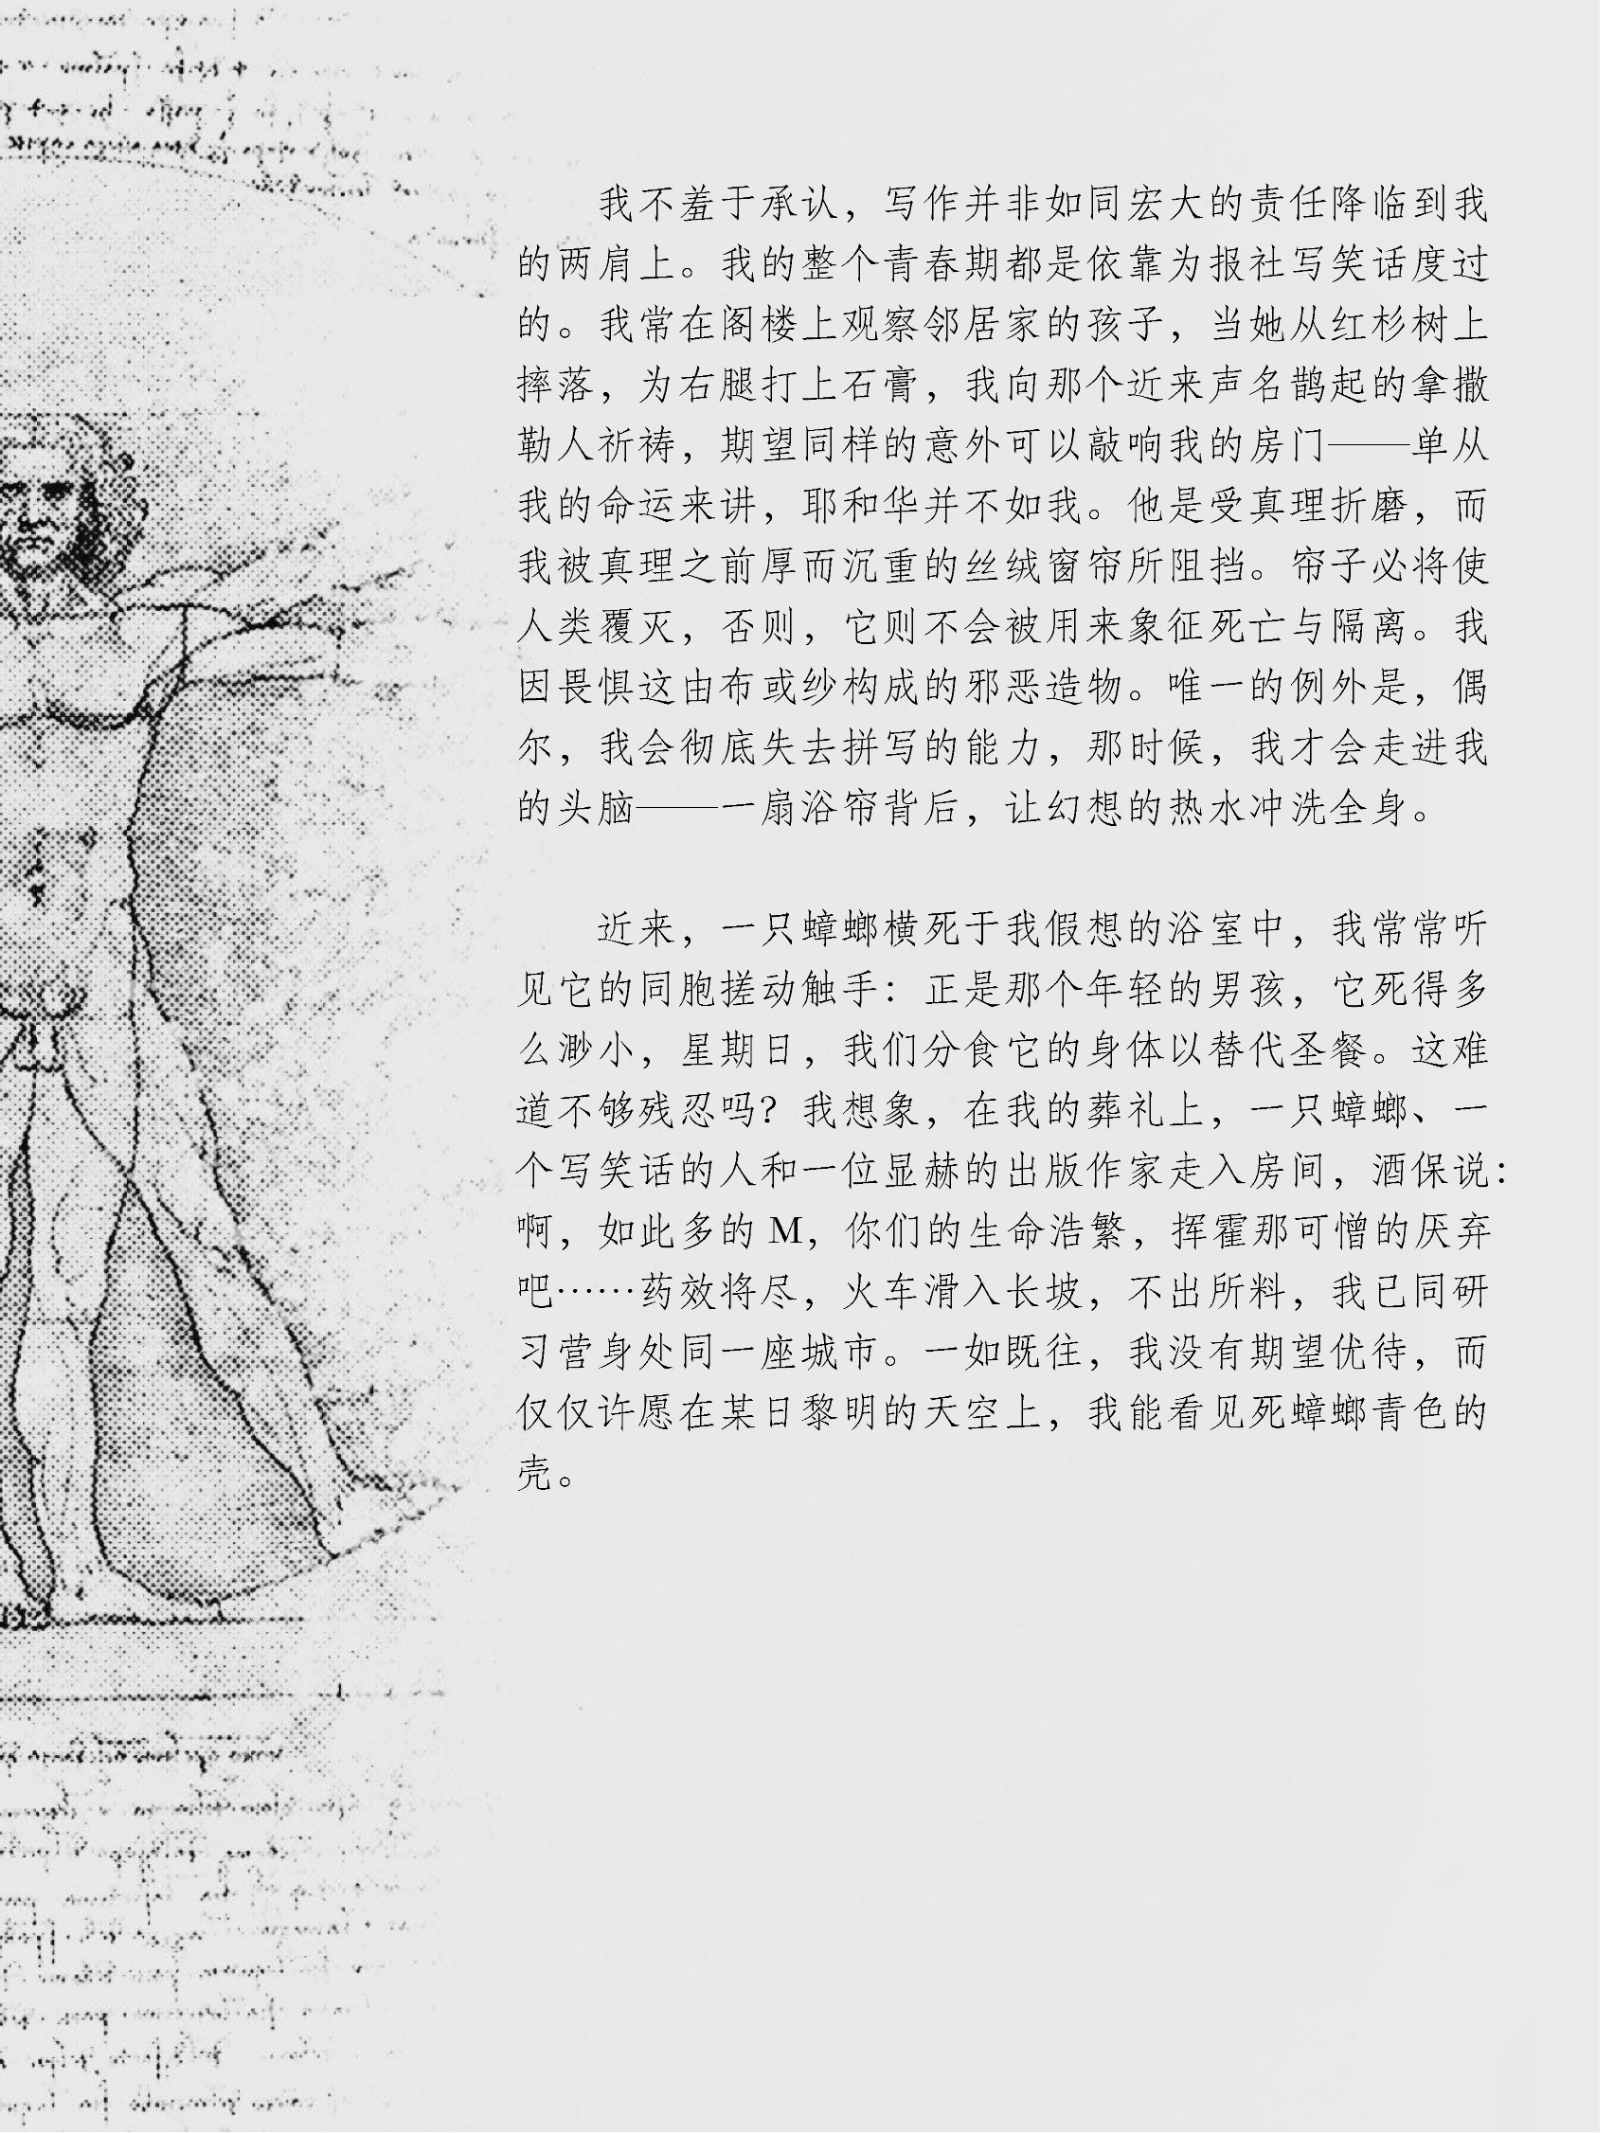 我不羞于承认，写作并非如同宏大的责任降临到我
的两肩上。我的整个青春期都是依靠为报社写笑话度过
的。我常在阁楼上观察邻居家的孩子，当她从红杉树上
摔落，为右腿打上石膏，我向那个近来声名鹊起的拿撒
勒人祈祷，期望同样的意外可以敲响我的房门——单从
我的命运来讲，耶和华并不如我。他是受真理折磨，而
我被真理之前厚而沉重的丝绒窗帘所阻挡。帘子必将使
人类覆灭，否则，它则不会被用来象征死亡与隔离。我
因畏惧这由布或纱构成的邪恶造物。唯一的例外是，偶
尔，我会彻底失去拼写的能力，那时候，我才会走进我
的头脑——一扇浴帘背后，让幻想的热水冲洗全身。
近来，一只蟑螂横死于我假想的浴室中，我常常听
见它的同胞搓动触手：正是那个年轻的男孩，它死得多
么渺小，星期日，我们分食它的身体以替代圣餐。这难
道不够残忍吗？我想象，在我的葬礼上，一只蟑螂、一
个写笑话的人和一位显赫的出版作家走入房间，酒保说：
啊，如此多的 M，你们的生命浩繁，挥霍那可憎的厌弃
吧……药效将尽，火车滑入长坡，不出所料，我已同研
习营身处同一座城市。一如既往，我没有期望优待，而
仅仅许愿在某日黎明的天空上，我能看见死蟑螂青色的
壳。